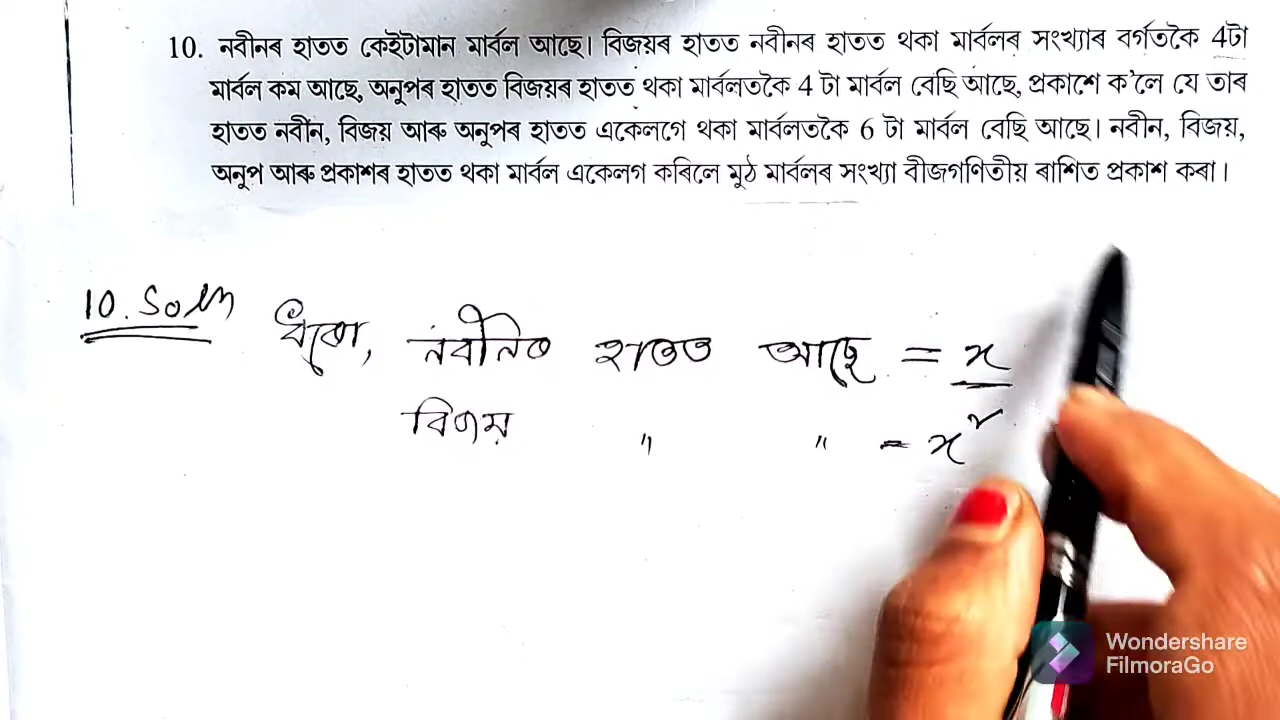 10. নবীনৰ হাতত কেইটামান মাৰ্বল আছে। বিজয়ৰ হাতত নবীনৰ হাতত থকা মাৰ্বলৰ সংখ্যাৰ বৰ্গতকৈ 4টা
মাৰ্বল কম আছে, অনুপৰ হাতত বিজয়ৰ হাতত থকা মাৰ্বলতকৈ 4 টা মাৰ্বল বেছি আছে, প্ৰকাশে ক'লে যে তাৰ
হাতত নবীন, বিজয় আৰু অনুপৰ হাতত একেলগে থকা মাৰ্বলতকৈ 6 টা মাৰ্বল বেছি আছে। নবীন, বিজয়,
অনুপ আৰু প্ৰকাশৰ হাতত থকা মাৰ্বল একেলগ কৰিলে মুঠ মাৰ্বলৰ সংখ্যা বীজগণিতীয় ৰাশিত প্ৰকাশ কৰা।
10. Soln ধৰো, নবীনৰ হাতত আছে = x
বিজয় " " = x²
Wondershare
FilmoraGo